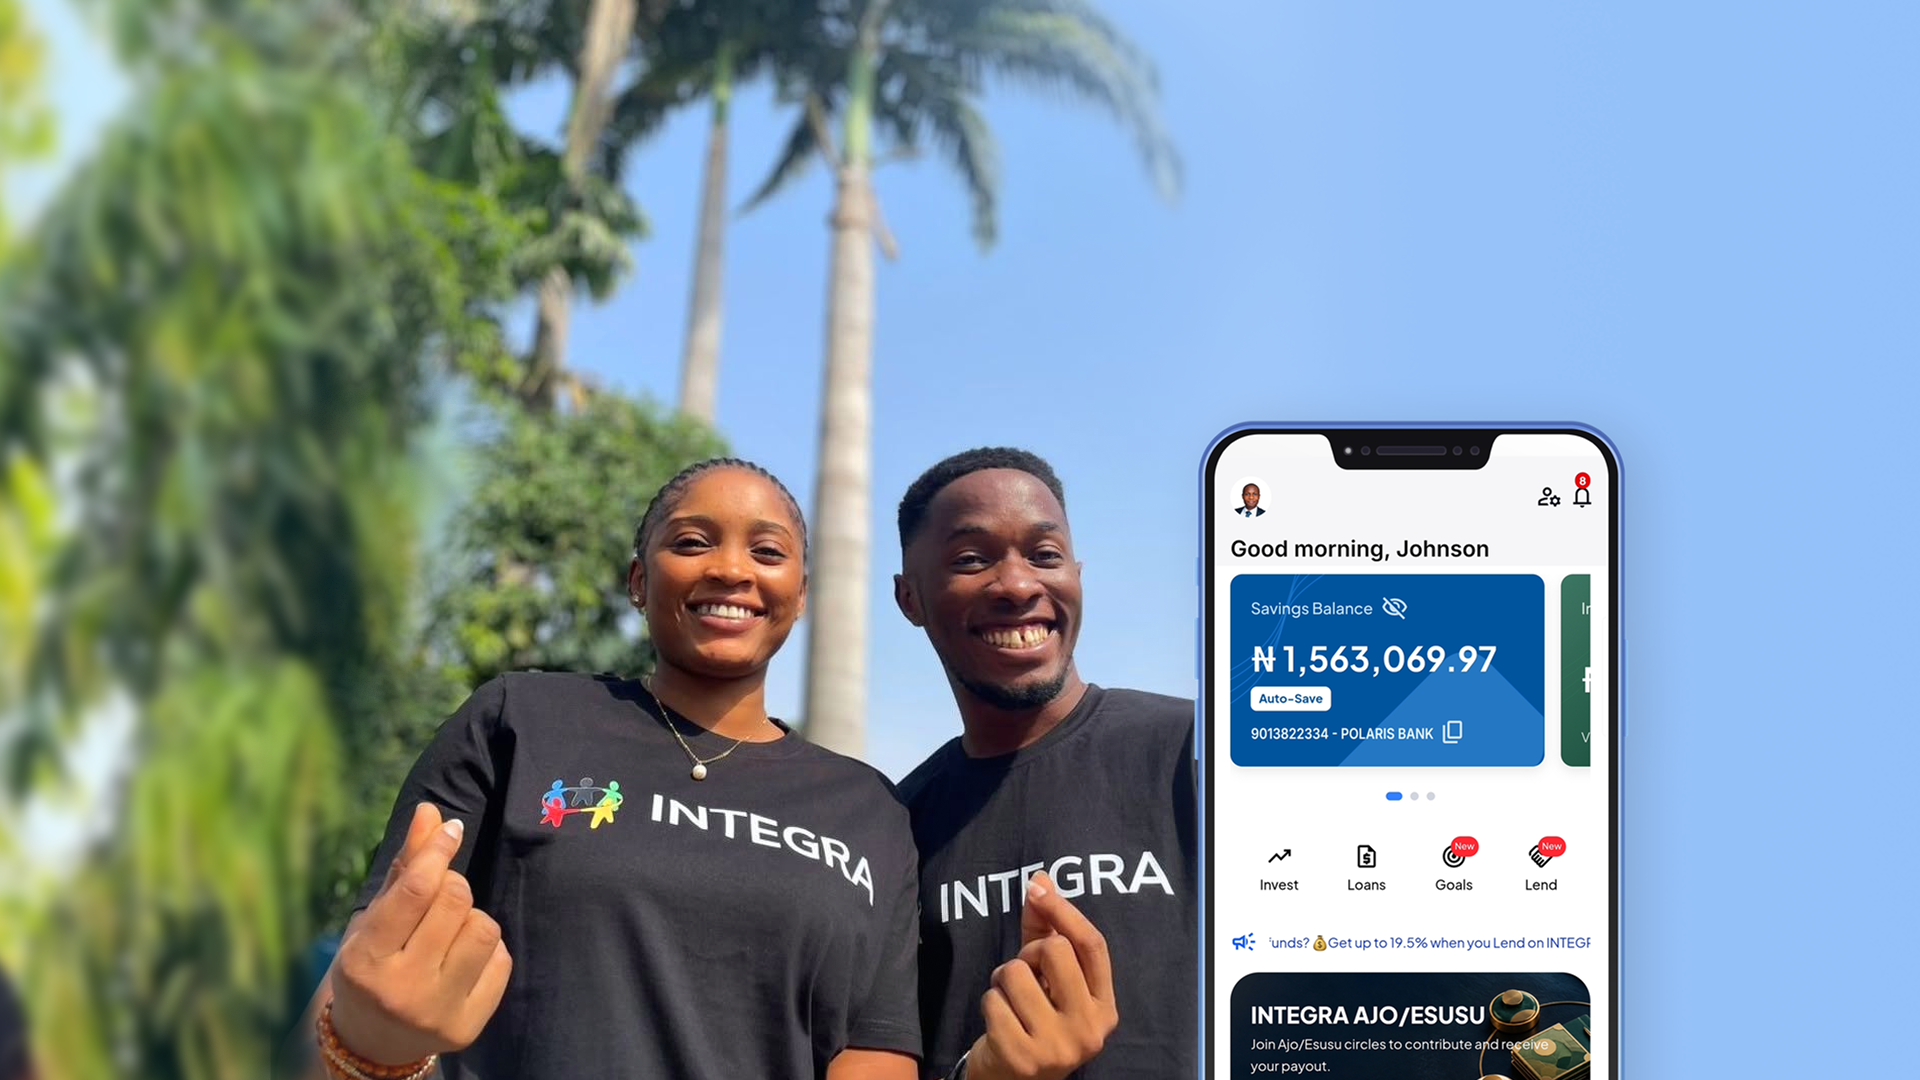 INTEGRA
INTEGRA
8
Good morning, Johnson
Savings Balance
₦1,563,069.97
Auto-Save
9013822334 - POLARIS BANK
New
New
Invest
Loans
Goals
Lend
Get up to 19.5% when you Lend on
INTEGRA AJO/ESUSU
Join Ajo/Esusu circles to contribute and receive
your payout.